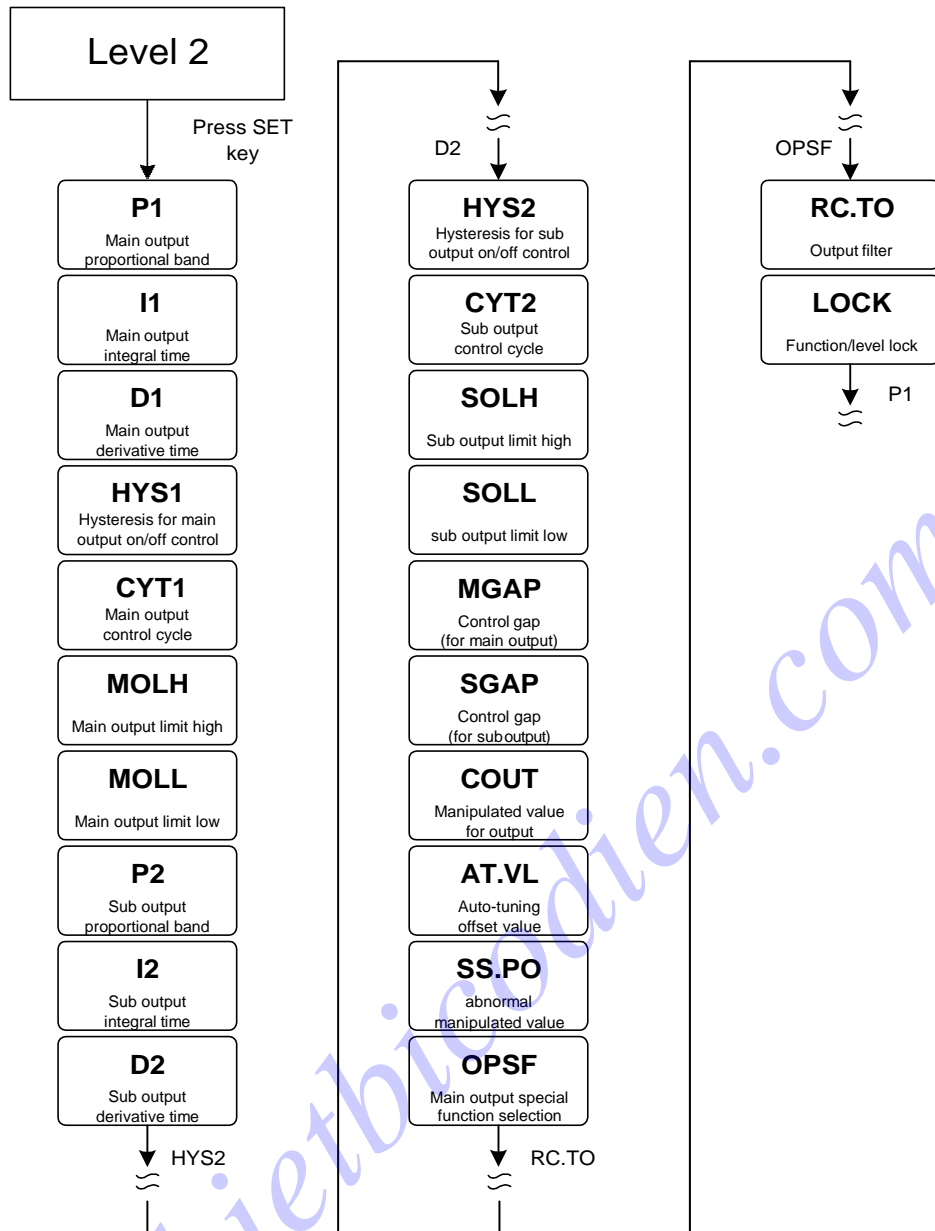 Level 2
Press SET
key
P1
Main output
proportional band
I1
Main output
integral time
D1
Main output
derivative time
HYS1
Hysteresis for main
output on/off control
CYT1
Main output
control cycle
MOLH
Main output limit high
MOLL
Main output limit low
P2
Sub output
proportional band
I2
Sub output
integral time
D2
Sub output
derivative time
HYS2
D2
HYS2
Hysteresis for sub
output on/off control
CYT2
Sub output
control cycle
SOLH
Sub output limit high
SOLL
sub output limit low
MGAP
Control gap
(for main output)
SGAP
Control gap
(for sub output)
COUT
Manipulated value
for output
AT.VL
Auto-tuning
offset value
SS.PO
abnormal
manipulated value
OPSF
Main output special
function selection
RC.TO
OPSF
RC.TO
Output filter
LOCK
Function/level lock
P1
ietbicodien.com